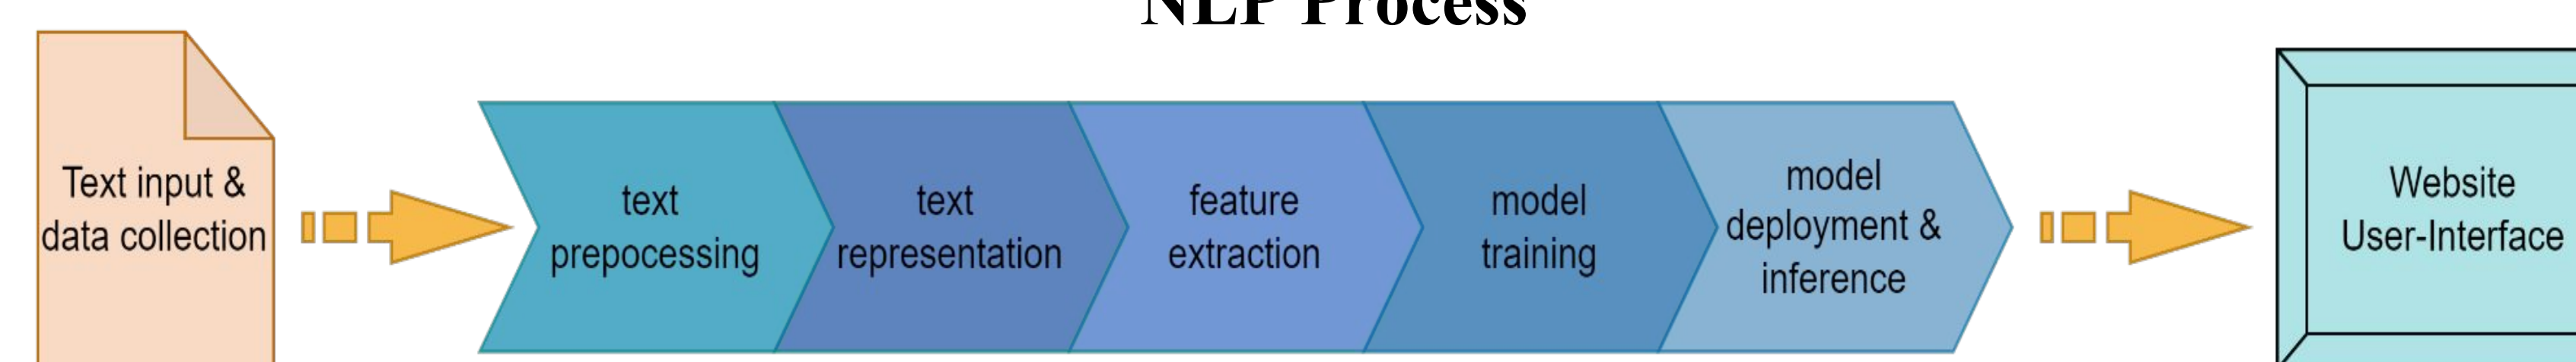 NLP Process
Text input &
data collection
text
prepocessing
text
representation
feature
extraction
model
training
model
deployment &
inference
Website
User-Interface